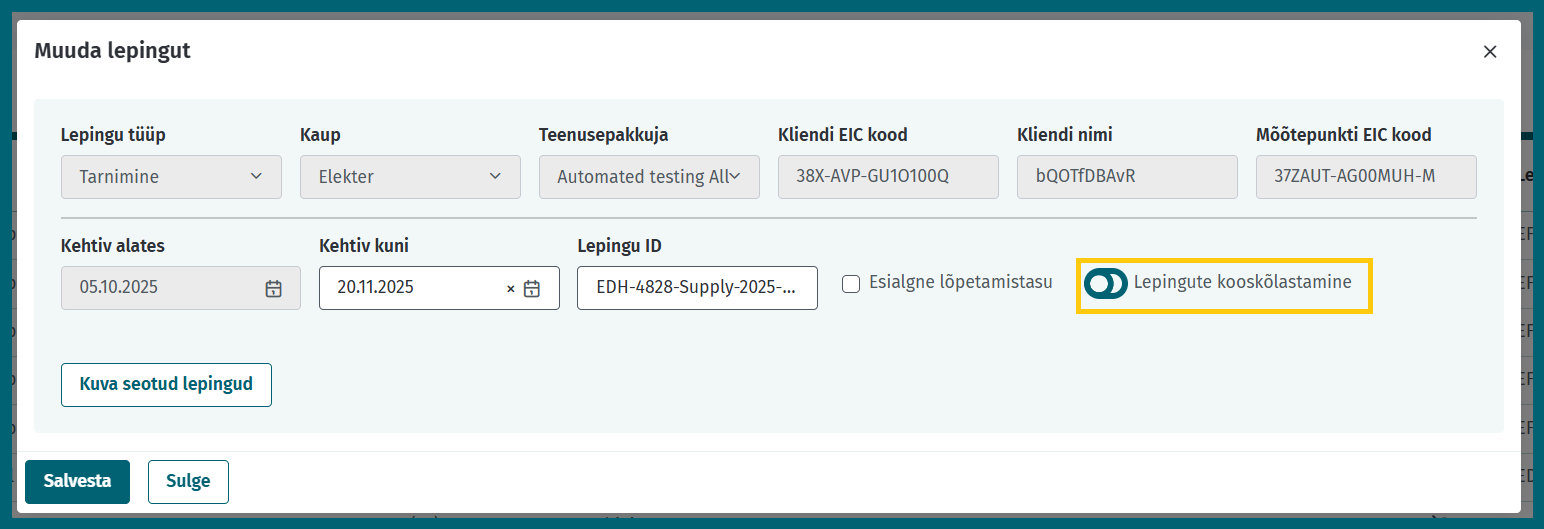 Muuda lepingut
Lepingu tüüp Kaup Teenusepakkuja Kliendi EIC kood Kliendi nimi Mõõtepunkti EIC kood
Tarnimine Elekter Automated testing All 38X-AVP-GU1O100Q bQOTfDBAvR 37ZAUT-AG00MUH-M
Kehtiv alates Kehtiv kuni Lepingu ID
05.10.2025 20.11.2025 × EDH-4828-Supply-2025-... Esialgne lõpetamistasu Lepingute kooskõlastamine
Kuva seotud lepingud
Salvesta Sulge